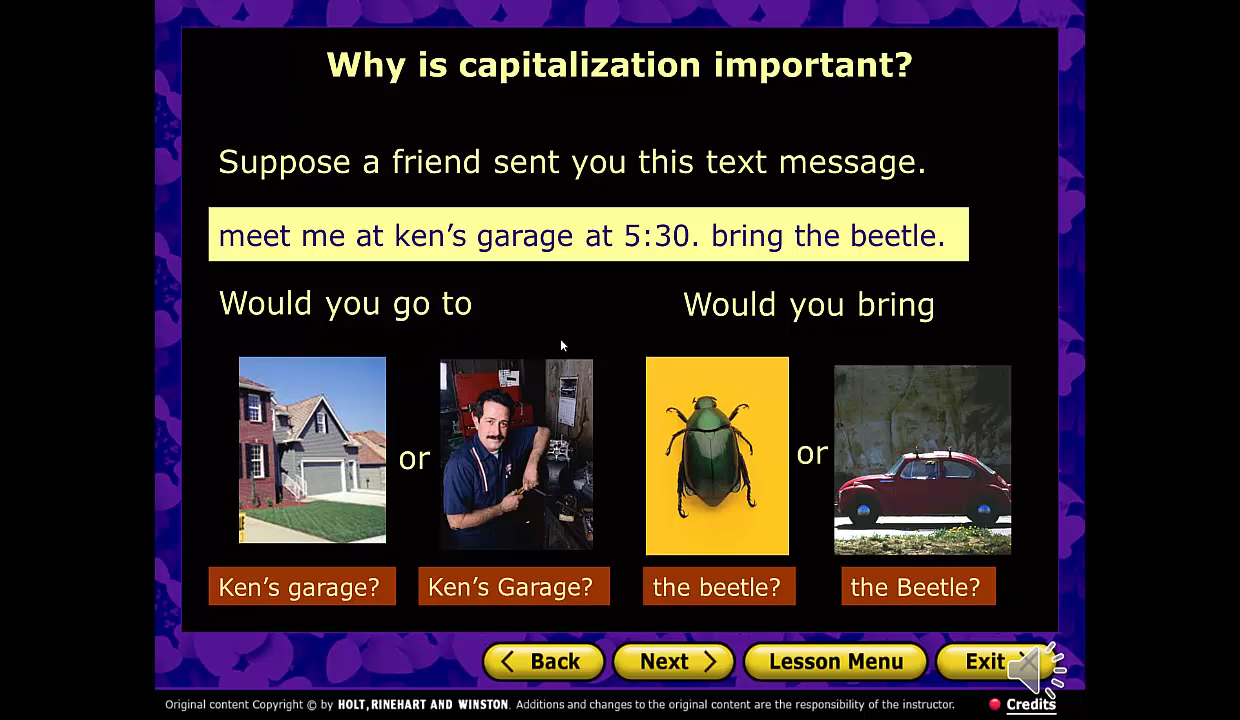 Why is capitalization important?
Suppose a friend sent you this text message.
meet me at ken’s garage at 5:30. bring the beetle.
Would you go to
Would you bring
or
or
Ken’s garage?
Ken’s Garage?
the beetle?
the Beetle?
Back
Next
Lesson Menu
Exit
Original content Copyright © by HOLT, RINEHART AND WINSTON. Additions and changes to the original content are the responsibility of the instructor.
Credits